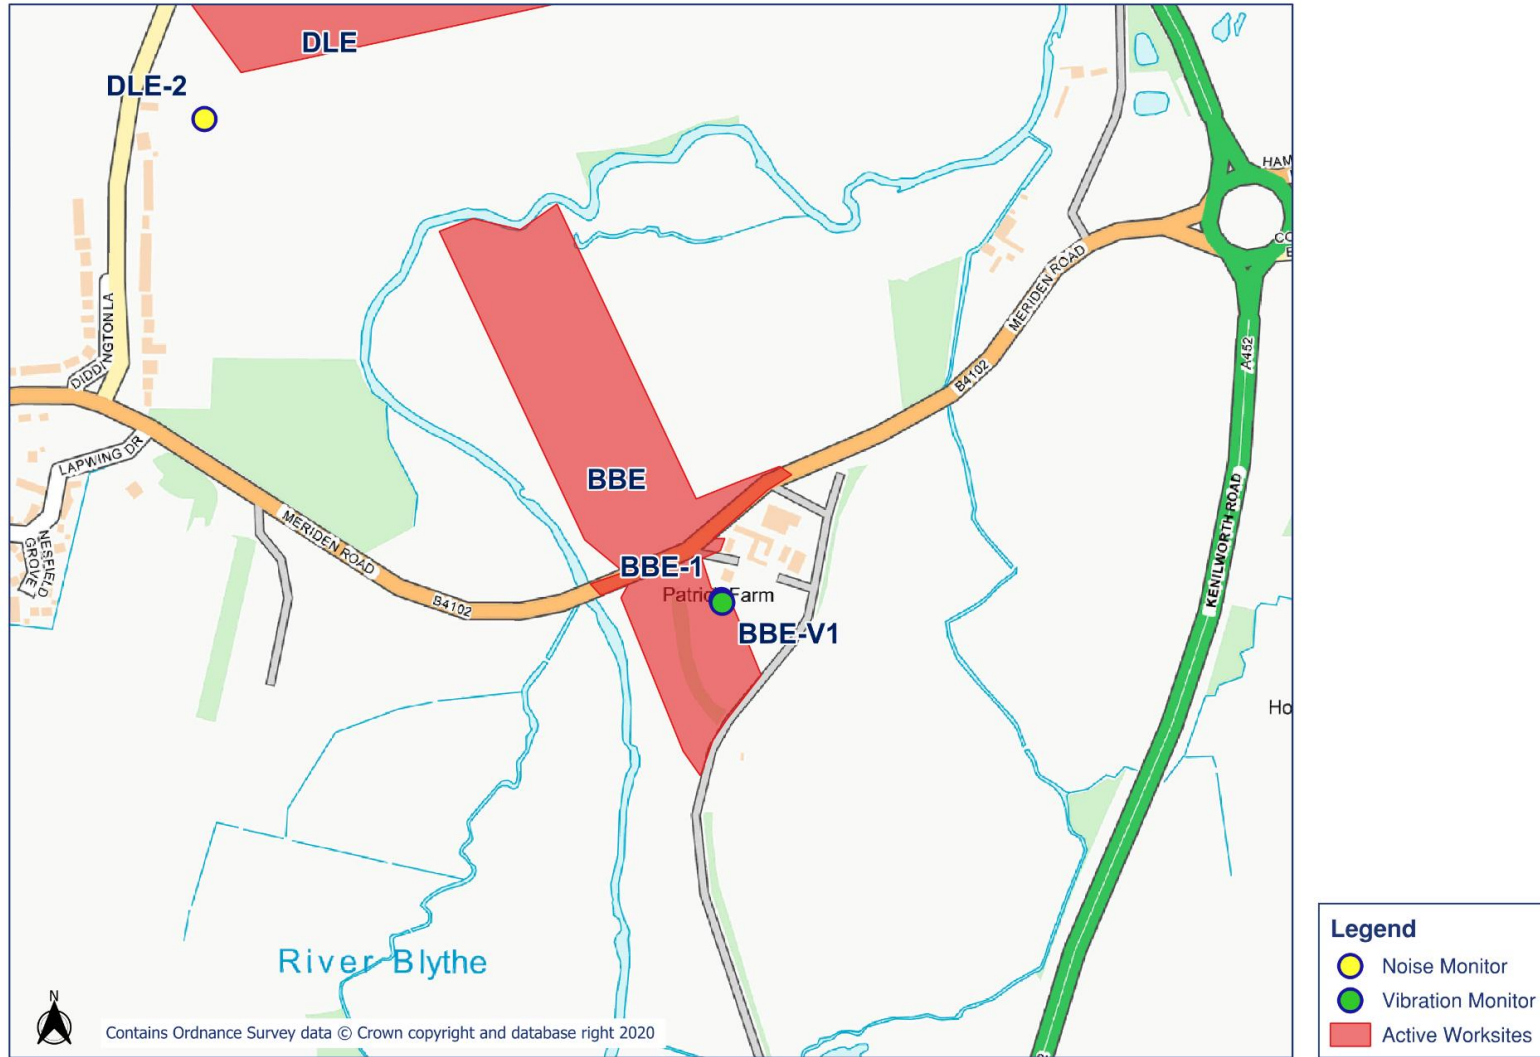 DLE
DLE-2
HAM
DIDDINGTON LA
MERIDEN ROAD
A452
B4102
LAPWING DR
BBE
KENILWORTH ROAD
MERIDEN ROAD
NESFIELD
GROVE
BBE-1
B4102
Patrick Farm
BBE-V1
Ho
River Blythe
N
Contains Ordnance Survey data © Crown copyright and database right 2020
Legend
Noise Monitor
Vibration Monitor
Active Worksites